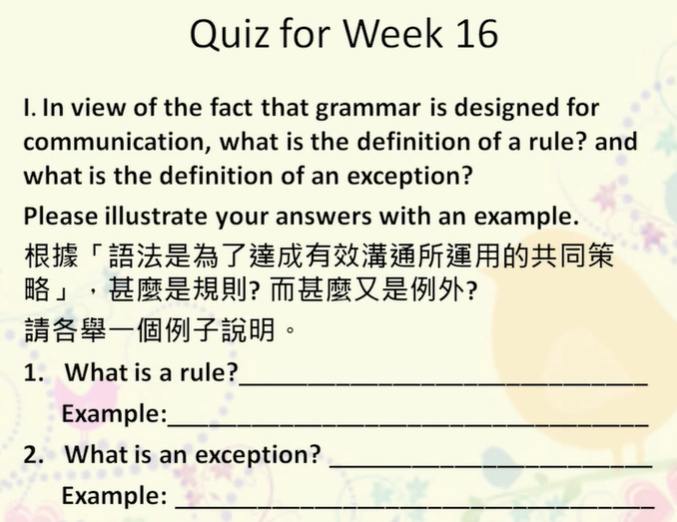 Quiz for Week 16
I. In view of the fact that grammar is designed for
communication, what is the definition of a rule? and
what is the definition of an exception?
Please illustrate your answers with an example.
根據「語法是為了達成有效溝通所運用的共同策
略」，甚麼是規則? 而甚麼又是例外?
請各舉一個例子說明。
1. What is a rule?______________________________
Example:___________________________________
2. What is an exception? ________________________
Example: ___________________________________